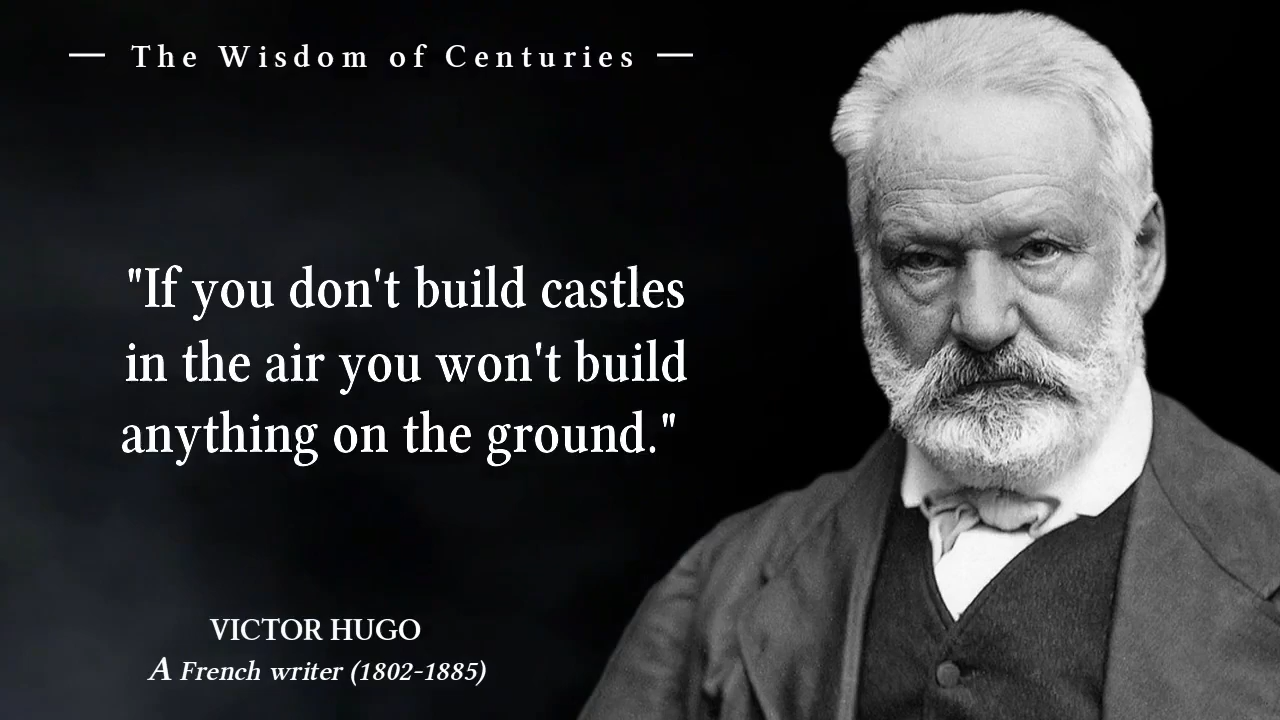 The Wisdom of Centuries
"If you don't build castles
in the air you won't build
anything on the ground."
VICTOR HUGO
A French writer (1802-1885)